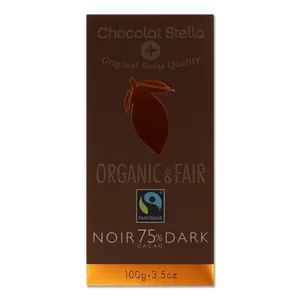 Chocolat Stella
Original Swiss Quality
ORGANIC & FAIR
FAIRTRADE
NOIR 75% DARK
CACAO
100g • 3.5oz